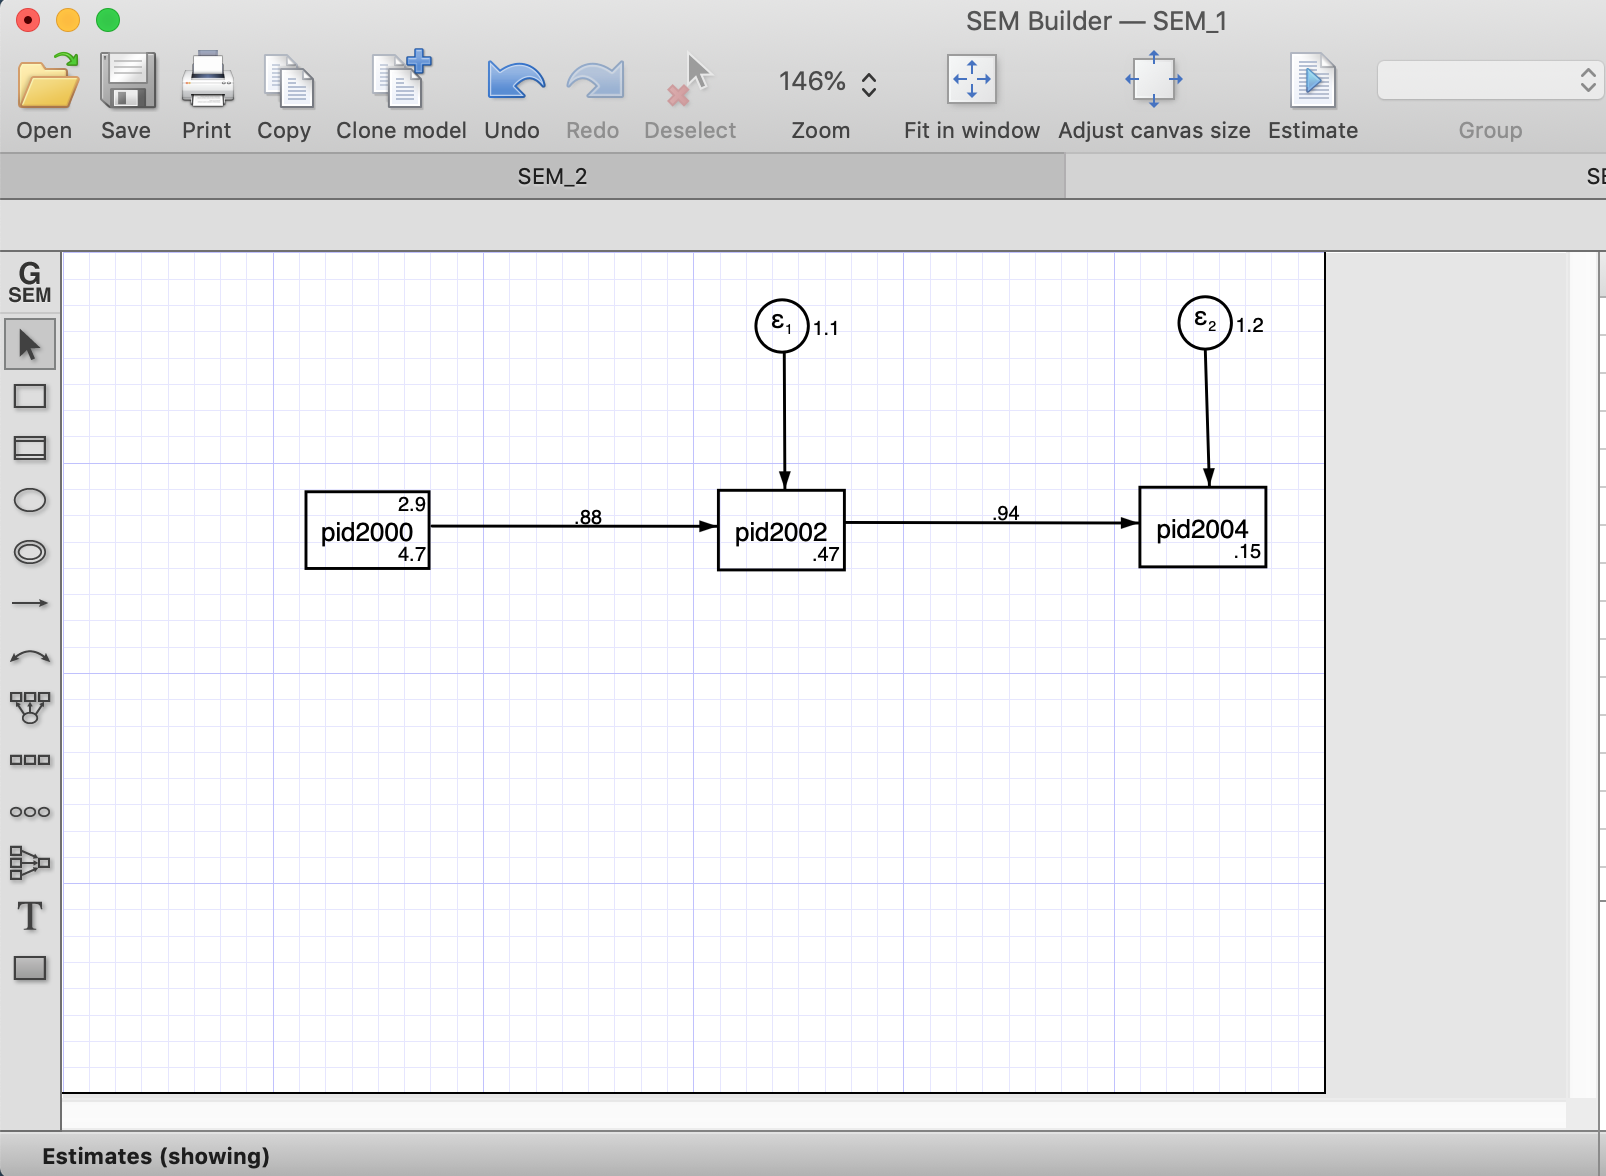 SEM Builder — SEM_1
Open Save Print Copy Clone model Undo Redo Deselect 146% Zoom Fit in window Adjust canvas size Estimate Group
SEM_2 SE
G
SEM
ε1 1.1
ε2 1.2
2.9
pid2000
4.7
.88
pid2002
.47
.94
pid2004
.15
T
Estimates (showing)